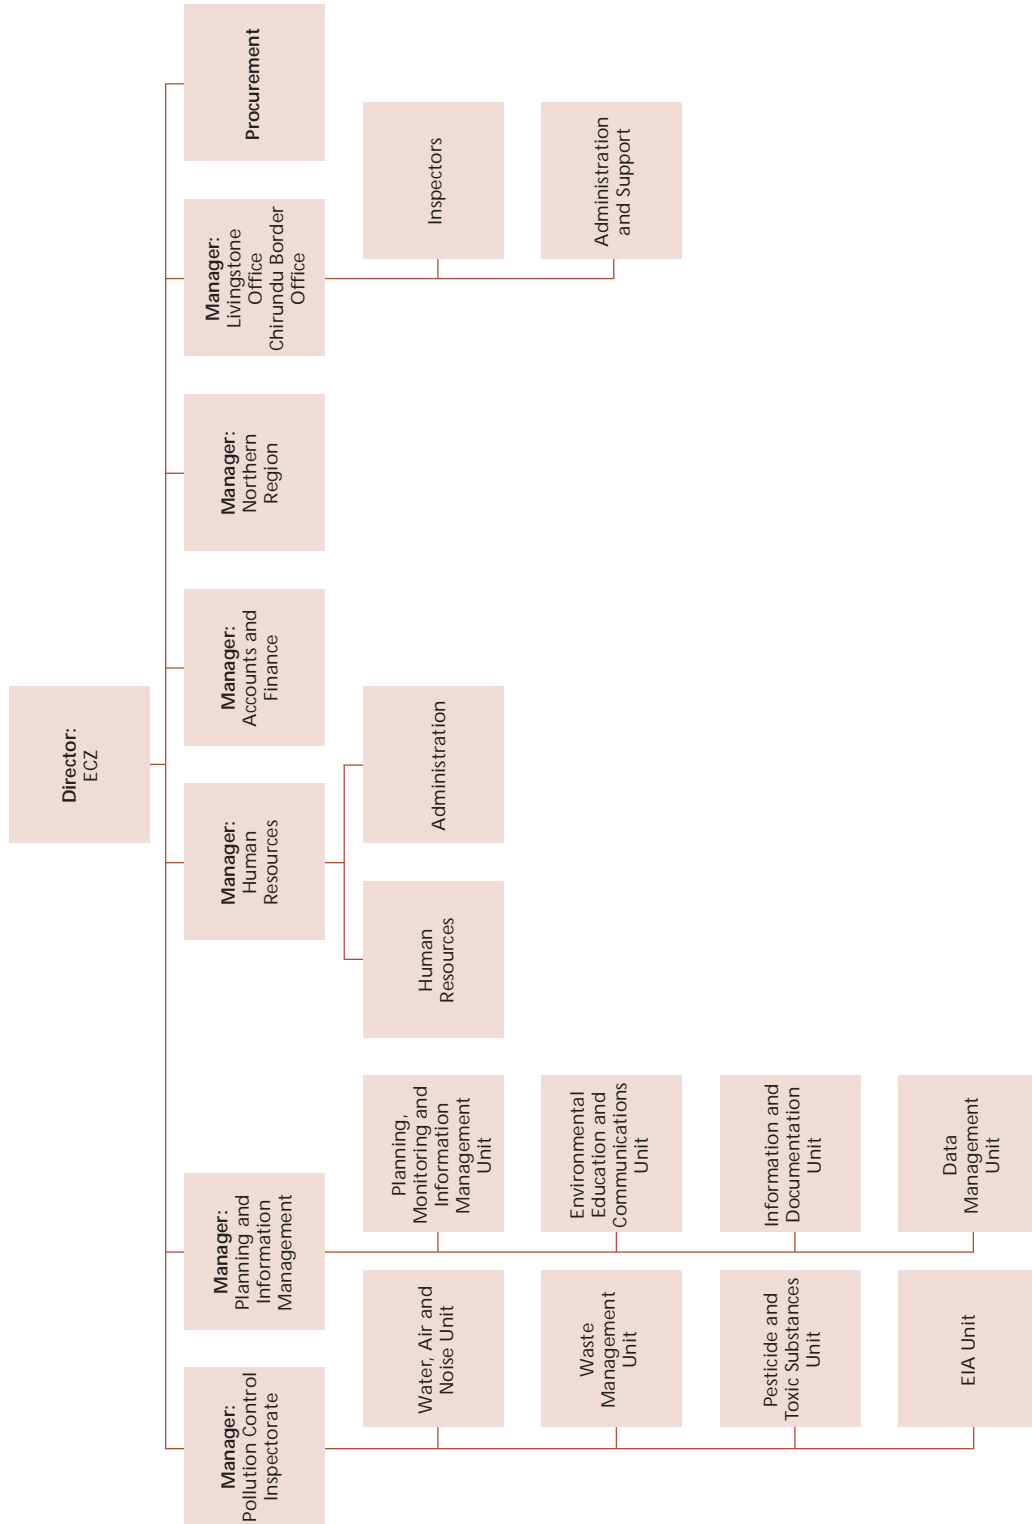 Director:
ECZ
Manager:
Pollution Control
Inspectorate
Manager:
Planning and
Information
Management
Manager:
Human
Resources
Manager:
Accounts and
Finance
Manager:
Northern
Region
Manager:
Livingstone
Office
Chirundu Border
Office
Procurement
Water, Air and
Noise Unit
Planning,
Monitoring and
Information
Management
Unit
Human
Resources
Administration
Inspectors
Waste
Management
Unit
Environmental
Education and
Communications
Unit
Administration
and Support
Pesticide and
Toxic Substances
Unit
Information and
Documentation
Unit
EIA Unit
Data
Management
Unit